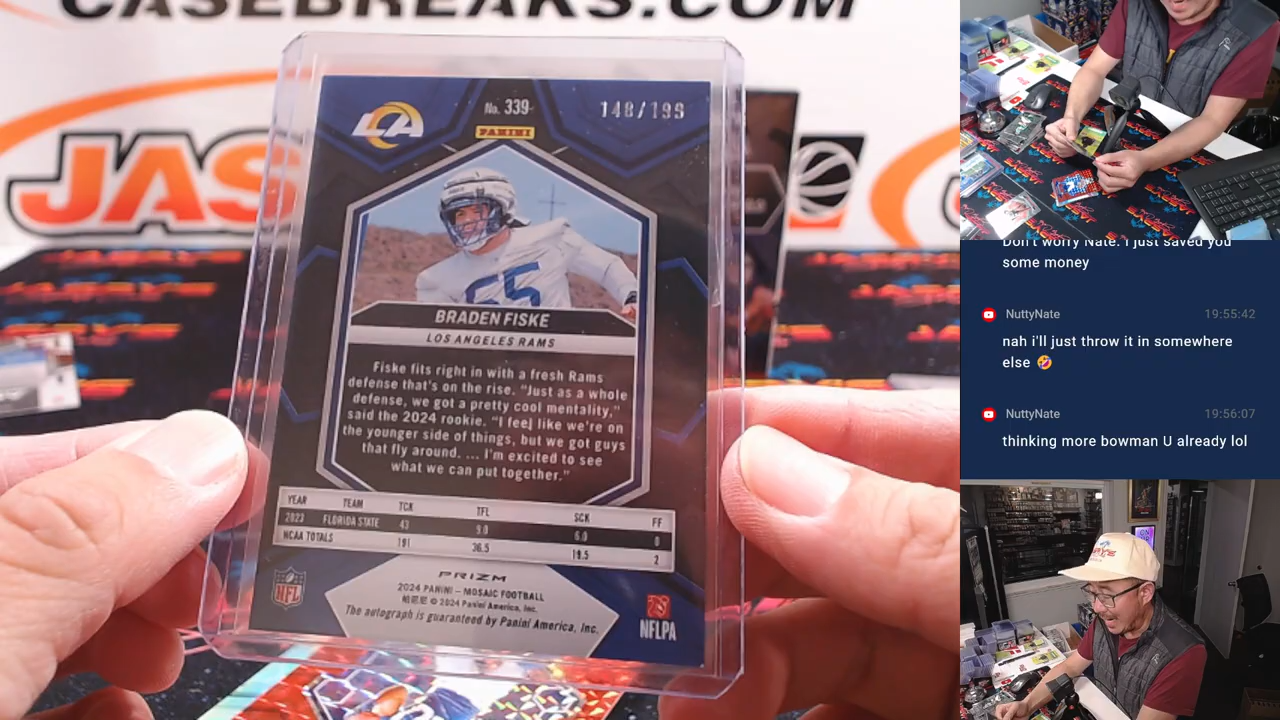 CASEBREAKS.COM
JAS
LA
No. 339
148/199
PANINI
BRADEN FISKE
LOS ANGELES RAMS
Fiske fits right in with a fresh Rams
defense that's on the rise. "Just as a whole
defense, we got a pretty cool mentality,"
said the 2024 rookie. "I feel like we're on
the younger side of things, but we got guys
that fly around. ... I'm excited to see
what we can put together."
YEAR TEAM TCK TFL SCK FF
2023 FLORIDA STATE 43 9.0 6.0 0
NCAA TOTALS 191 36.5 19.5 2
PRIZM
2024 PANINI – MOSAIC FOOTBALL
© 2024 Panini America, Inc.
The autograph is guaranteed by Panini America, Inc.
NFL
NFLPA
Don't worry Nate. I just saved you
some money
NuttyNate 19:55:42
nah i'll just throw it in somewhere
else 🤣
NuttyNate 19:56:07
thinking more bowman U already lol